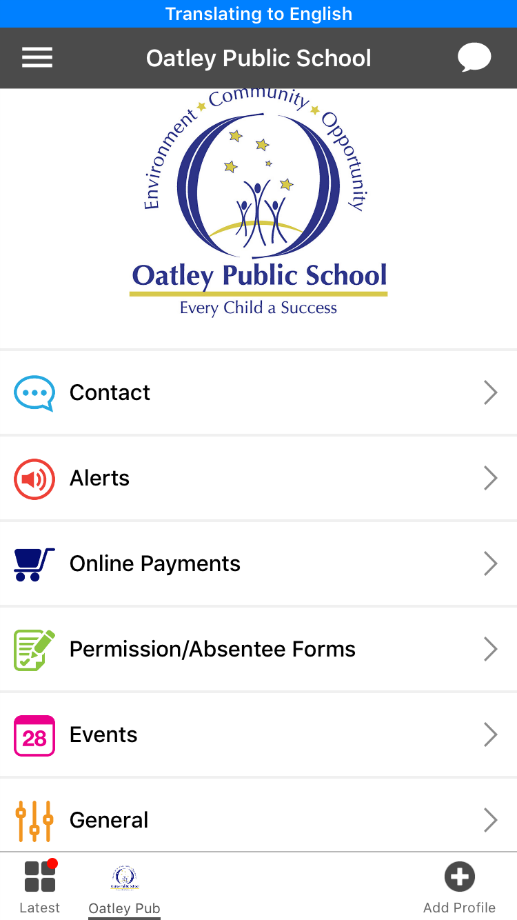 Translating to English
Oatley Public School
Environment ★ Community ★ Opportunity
Oatley Public School
Every Child a Success
Contact
Alerts
Online Payments
Permission/Absentee Forms
28
Events
General
Latest
Oatley Pub
Add Profile